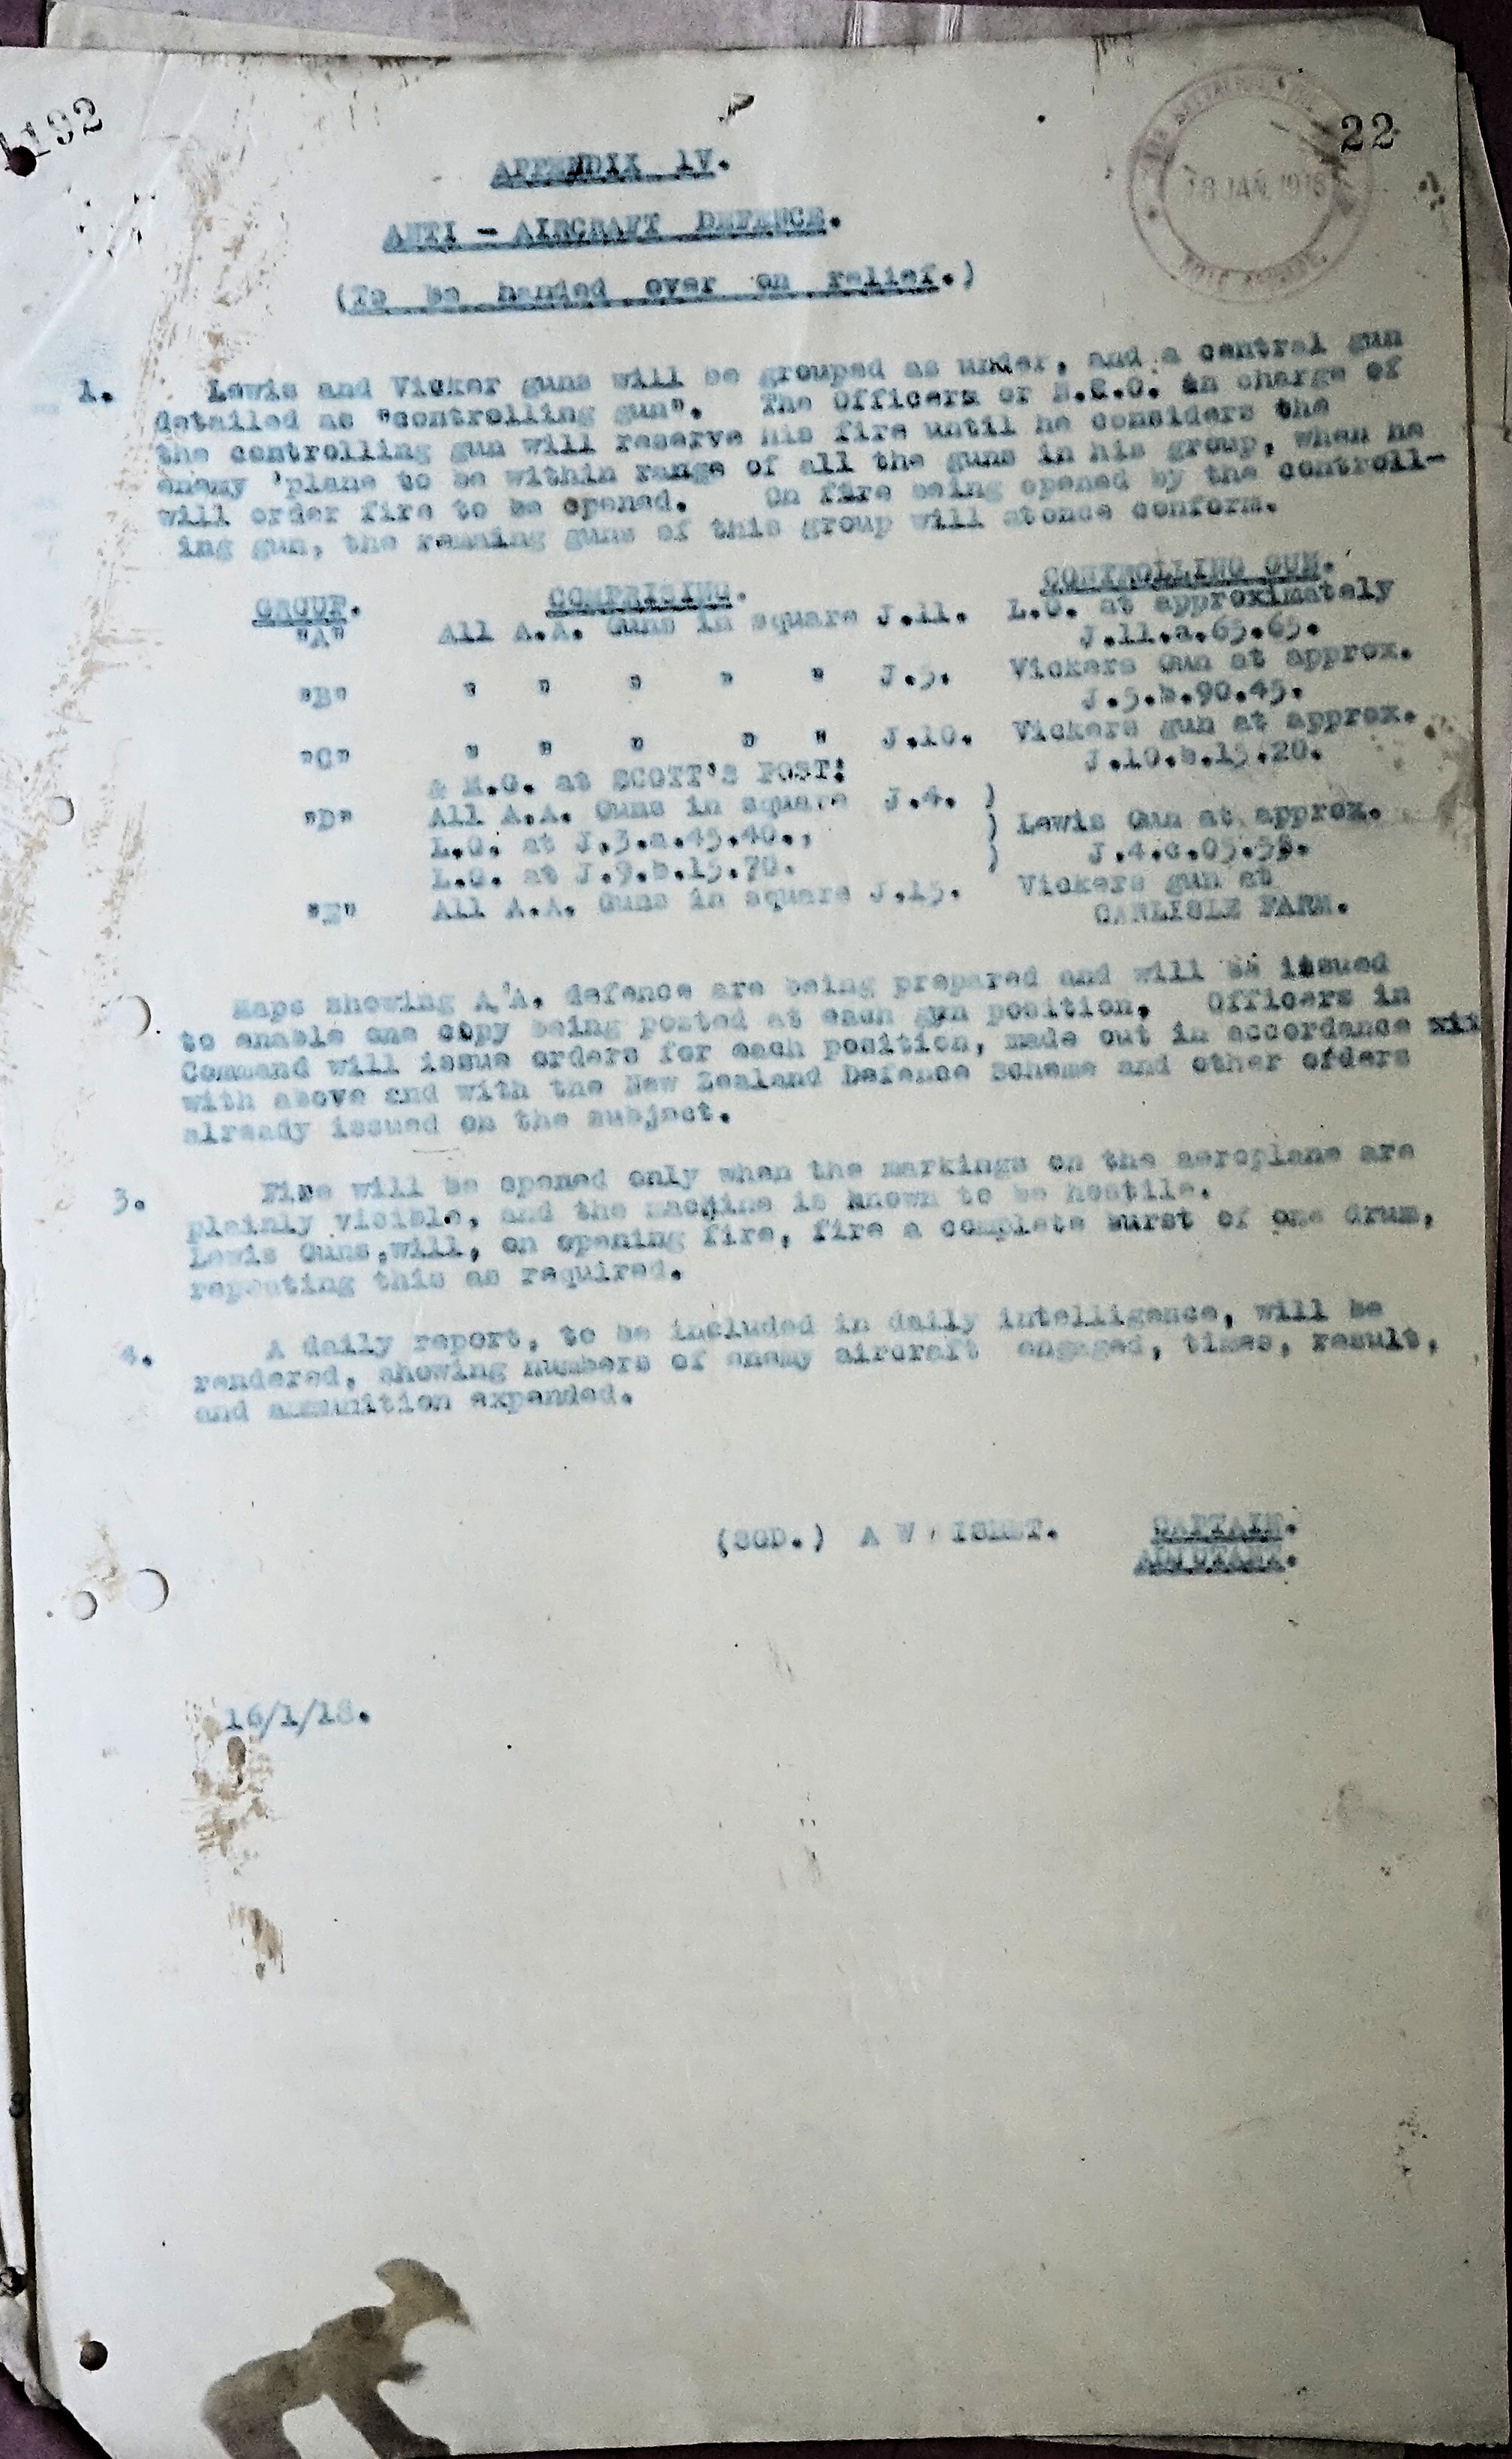 1192
22
18 JAN. 1918
APPENDIX 1V.
ANTI - AIRCRAFT DEFENCE.
(To be handed over on relief.)
1. Lewis and Vicker guns will be grouped as under, and a central gun
detailed as "controlling gun". The Officers or N.C.O. in charge of
the controlling gun will reserve his fire until he considers the
enemy 'plane to be within range of all the guns in his group, when he
will order fire to be opened. On fire being opened by the controll-
ing gun, the remaning guns of this group will atonce conform.
GROUP. COMPRISING. CONTROLLING GUN.
"A" All A.A. Guns in square J.11. L.G. at approximately
J.11.a.65.65.
"B" " " " " " J.5. Vickers Gun at approx.
J.5.b.90.45.
"C" " " " " " J.10. Vickers gun at approx.
& M.G. at SCOTT'S POST: J.10.b.15.20.
"D" All A.A. Guns in square J.4. )
L.G. at J.3.a.45.40., ) Lewis Gun at approx.
L.G. at J.9.b.15.70. ) J.4.c.05.50.
"E" All A.A. Guns in square J.15. Vickers gun at
CARLISLE FARM.
Maps showing A.A. defence are being prepared and will be issued
to enable one copy being posted at each gun position. Officers in
Command will issue orders for each position, made out in accordance
with above and with the New Zealand Defence Scheme and other orders
already issued on the subject.
3. Fire will be opened only when the markings on the aeroplane are
plainly visible, and the machine is known to be hostile.
Lewis Guns,will, on opening fire, fire a complete burst of one drum,
repeating this as required.
4. A daily report, to be included in daily intelligence, will be
rendered, showing numbers of enemy aircraft engaged, times, result,
and ammunition expended.
(SGD.) A W CAPTAIN.
ADJUTANT.
16/1/18.